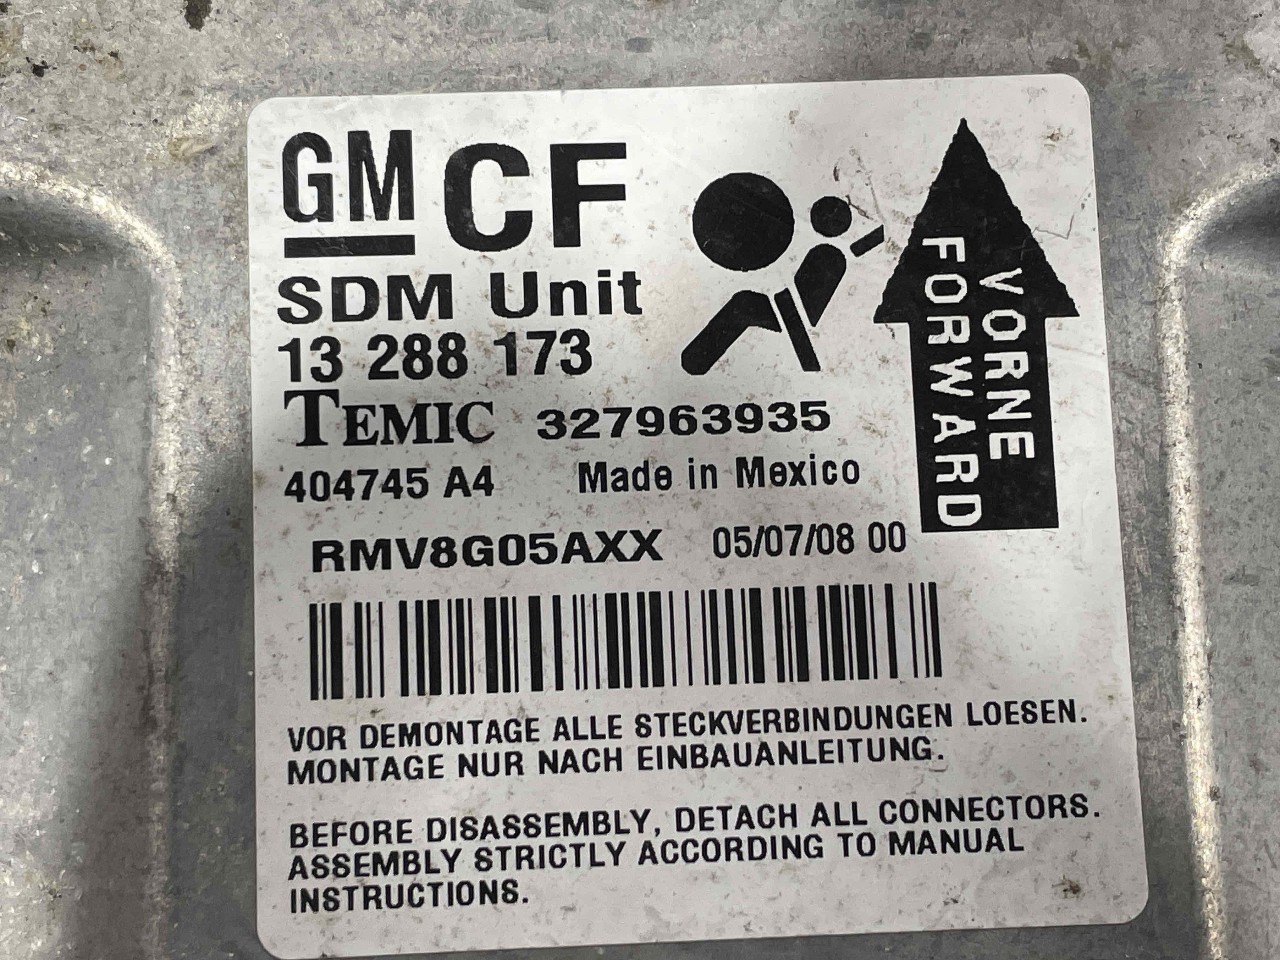 GM CF
SDM Unit
13 288 173
TEMIC 327963935
404745 A4 Made in Mexico
RMV8G05AXX 05/07/08 00
VORNE
FORWARD
VOR DEMONTAGE ALLE STECKVERBINDUNGEN LOESEN.
MONTAGE NUR NACH EINBAUANLEITUNG.
BEFORE DISASSEMBLY, DETACH ALL CONNECTORS.
ASSEMBLY STRICTLY ACCORDING TO MANUAL
INSTRUCTIONS.